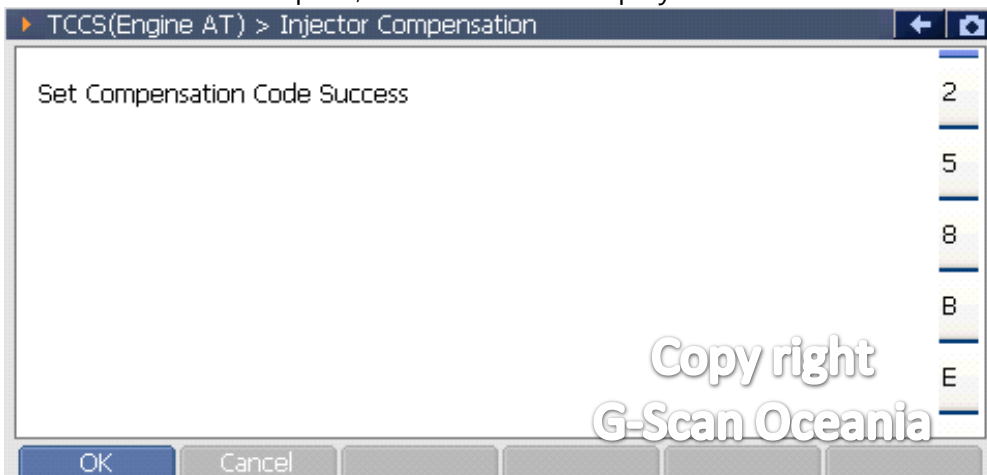 TCCS(Engine AT) > Injector Compensation
Set Compensation Code Success
2
5
8
B
E
Copy right
G-Scan Oceania
OK
Cancel